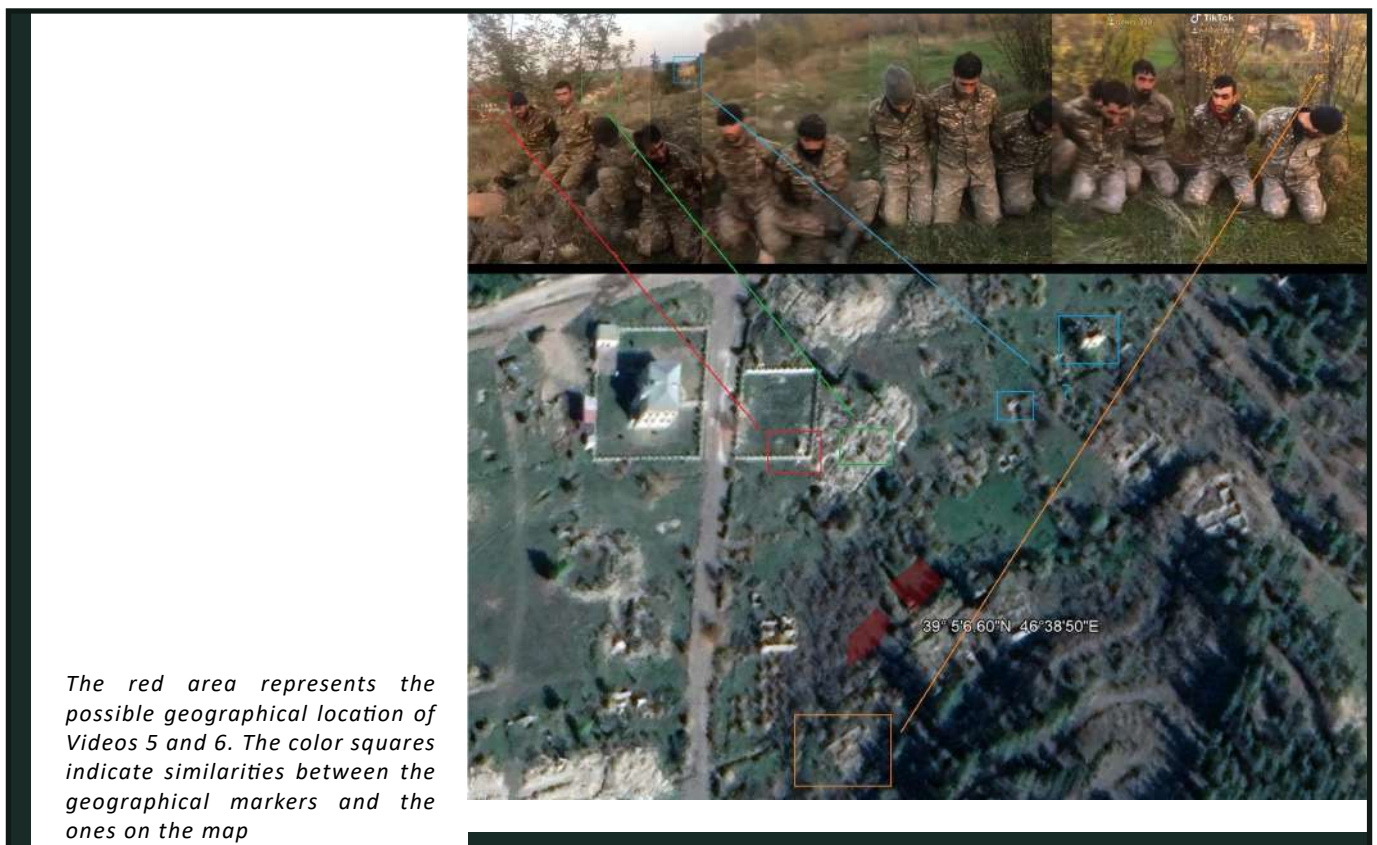 TikTok
39° 5'6.60"N 46°38'50"E
The red area represents the
possible geographical location of
Videos 5 and 6. The color squares
indicate similarities between the
geographical markers and the
ones on the map